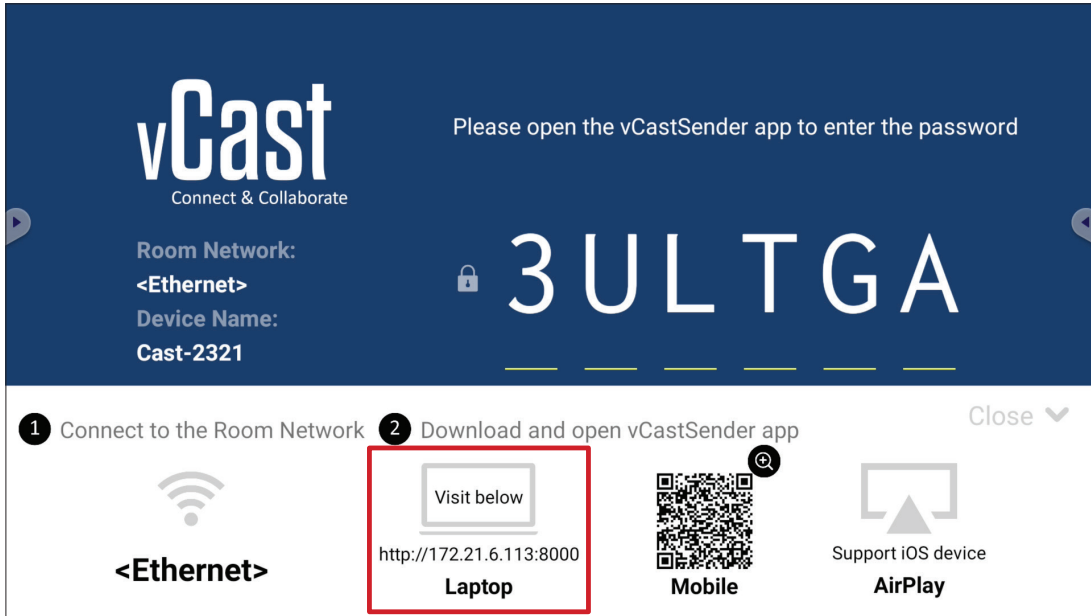 vCast
Connect & Collaborate
Please open the vCastSender app to enter the password
Room Network:
<Ethernet>
Device Name:
Cast-2321
3ULTGA
1 Connect to the Room Network
2 Download and open vCastSender app
Close
<Ethernet>
Visit below
http://172.21.6.113:8000
Laptop
Mobile
Support iOS device
AirPlay